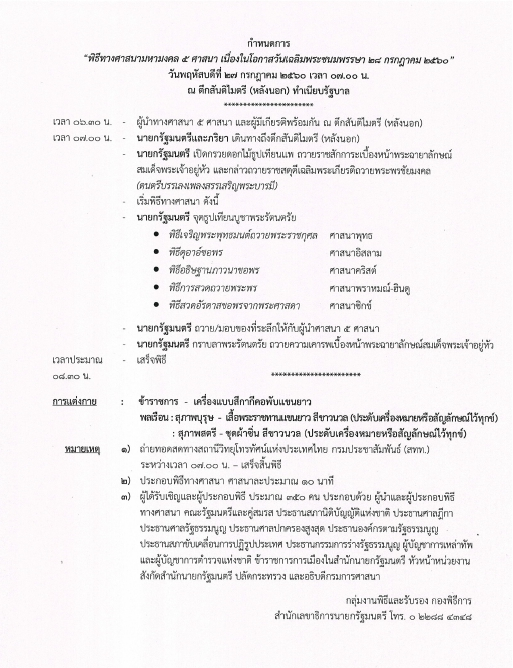 กำหนดการ
"พิธีทางศาสนามหามงคล ๕ ศาสนา เนื่องในโอกาสวันเฉลิมพระชนมพรรษา ๒๘ กรกฎาคม ๒๕๖๐"
วันพฤหัสบดีที่ ๒๗ กรกฎาคม ๒๕๖๐ เวลา ๐๗.๐๐ น.
ณ ตึกสันติไมตรี (หลังนอก) ทำเนียบรัฐบาล
***********************
เวลา ๐๖.๓๐ น. - ผู้นำทางศาสนา ๕ ศาสนา และผู้มีเกียรติพร้อมกัน ณ ตึกสันติไมตรี (หลังนอก)
เวลา ๐๗.๐๐ น. - นายกรัฐมนตรีและภริยา เดินทางถึงตึกสันติไมตรี (หลังนอก)
- นายกรัฐมนตรี เปิดกรวยดอกไม้ธูปเทียนแพ ถวายราชสักการะเบื้องหน้าพระฉายาลักษณ์
สมเด็จพระเจ้าอยู่หัว และกล่าวถวายราชสดุดีเฉลิมพระเกียรติถวายพระพรชัยมงคล
(ดนตรีบรรเลงเพลงสรรเสริญพระบารมี)
- เริ่มพิธีทางศาสนา ดังนี้
- นายกรัฐมนตรี จุดธูปเทียนบูชาพระรัตนตรัย
• พิธีเจริญพระพุทธมนต์ถวายพระราชกุศล ศาสนาพุทธ
• พิธีดุอาอ์ขอพร ศาสนาอิสลาม
• พิธีอธิษฐานภาวนาขอพร ศาสนาคริสต์
• พิธีการสวดถวายพระพร ศาสนาพราหมณ์-ฮินดู
• พิธีสวดอัรดาสขอพรจากพระศาสดา ศาสนาซิกข์
- นายกรัฐมนตรี ถวาย/มอบของที่ระลึกให้กับผู้นำศาสนา ๕ ศาสนา
- นายกรัฐมนตรี กราบลาพระรัตนตรัย ถวายความเคารพเบื้องหน้าพระฉายาลักษณ์สมเด็จพระเจ้าอยู่หัว
เวลาประมาณ - เสร็จพิธี
๐๘.๓๐ น. ***********************
การแต่งกาย : ข้าราชการ - เครื่องแบบสีกากีคอพับแขนยาว
พลเรือน : สุภาพบุรุษ - เสื้อพระราชทานแขนยาว สีขาวนวล (ประดับเครื่องหมายหรือสัญลักษณ์ไว้ทุกข์)
: สุภาพสตรี - ชุดผ้าซิ่น สีขาวนวล (ประดับเครื่องหมายหรือสัญลักษณ์ไว้ทุกข์)
หมายเหตุ ๑) ถ่ายทอดสดทางสถานีวิทยุโทรทัศน์แห่งประเทศไทย กรมประชาสัมพันธ์ (สทท.)
ระหว่างเวลา ๐๗.๐๐ น. – เสร็จสิ้นพิธี
๒) ประกอบพิธีทางศาสนา ศาสนาละประมาณ ๑๐ นาที
๓) ผู้ได้รับเชิญและผู้ประกอบพิธี ประมาณ ๓๕๐ คน ประกอบด้วย ผู้นำและผู้ประกอบพิธี
ทางศาสนา คณะรัฐมนตรีและคู่สมรส ประธานสภานิติบัญญัติแห่งชาติ ประธานศาลฎีกา
ประธานศาลรัฐธรรมนูญ ประธานศาลปกครองสูงสุด ประธานองค์กรตามรัฐธรรมนูญ
ประธานสภาขับเคลื่อนการปฏิรูปประเทศ ประธานกรรมการร่างรัฐธรรมนูญ ผู้บัญชาการเหล่าทัพ
และผู้บัญชาการตำรวจแห่งชาติ ข้าราชการการเมืองในสำนักนายกรัฐมนตรี หัวหน้าหน่วยงาน
สังกัดสำนักนายกรัฐมนตรี ปลัดกระทรวง และอธิบดีกรมการศาสนา
กลุ่มงานพิธีและรับรอง กองพิธีการ
สำนักเลขาธิการนายกรัฐมนตรี โทร. ๐ ๒๒๘๘ ๔๓๔๘